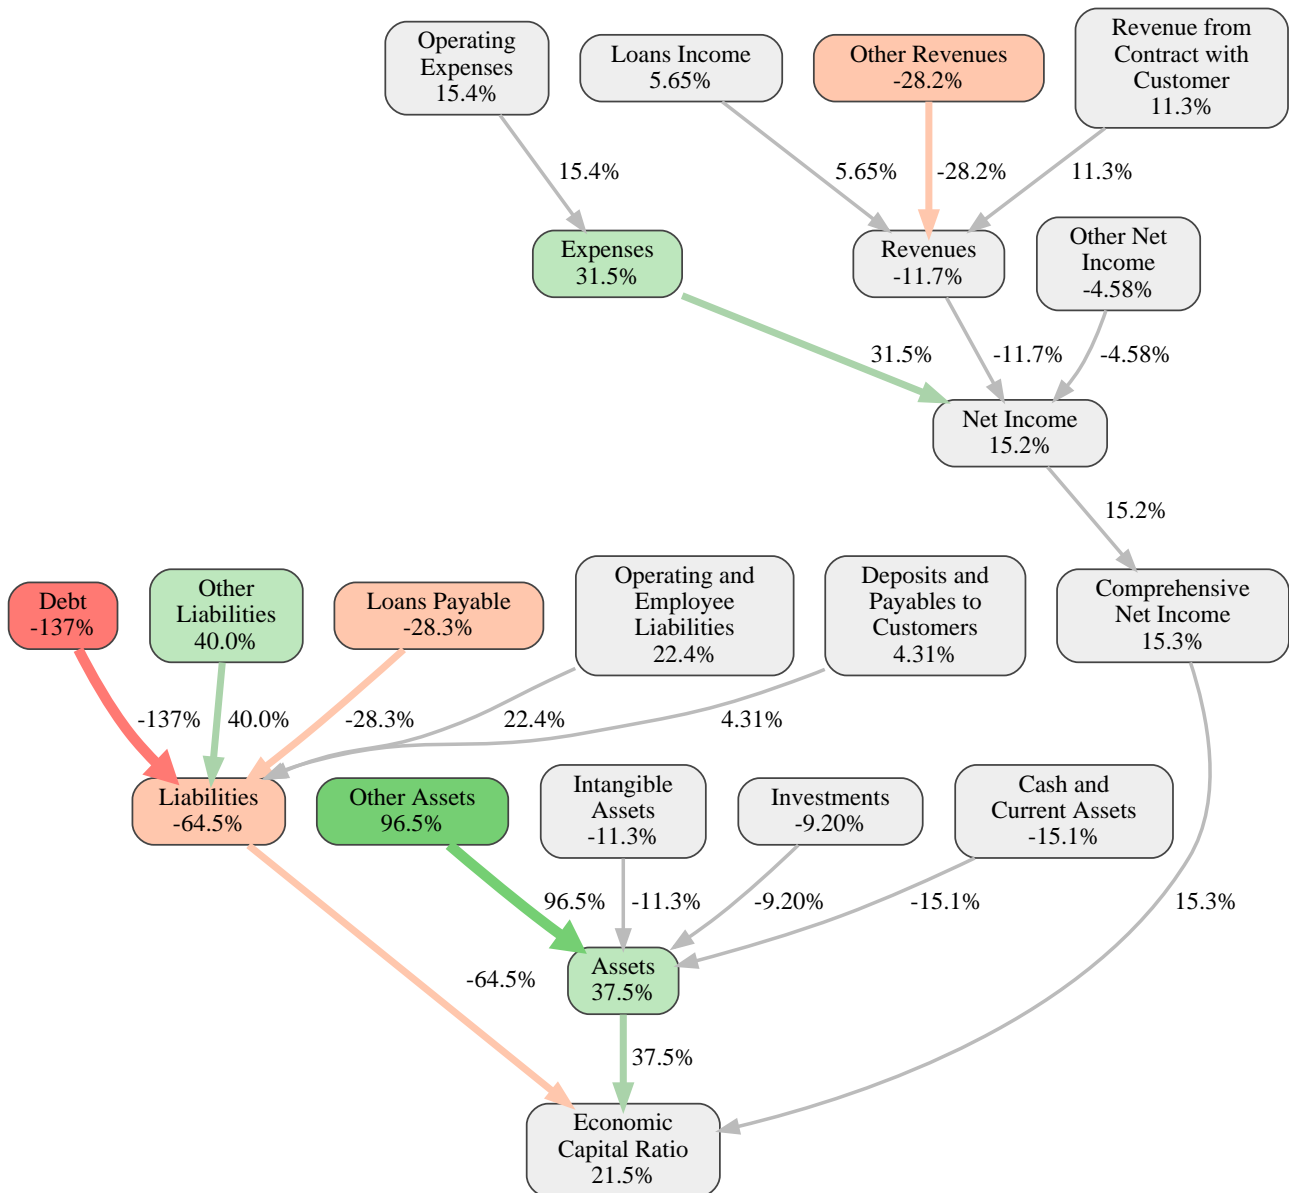 Operating
Expenses
15.4%
Loans Income
5.65%
Other Revenues
-28.2%
Revenue from
Contract with
Customer
11.3%
15.4%
5.65%
-28.2%
11.3%
Expenses
31.5%
Revenues
-11.7%
Other Net
Income
-4.58%
31.5%
-11.7%
-4.58%
Net Income
15.2%
15.2%
Debt
-137%
Other
Liabilities
40.0%
Loans Payable
-28.3%
Operating and
Employee
Liabilities
22.4%
Deposits and
Payables to
Customers
4.31%
Comprehensive
Net Income
15.3%
-137%
40.0%
-28.3%
22.4%
4.31%
Liabilities
-64.5%
Other Assets
96.5%
Intangible
Assets
-11.3%
Investments
-9.20%
Cash and
Current Assets
-15.1%
96.5%
-11.3%
-9.20%
-15.1%
15.3%
Assets
37.5%
-64.5%
37.5%
Economic
Capital Ratio
21.5%